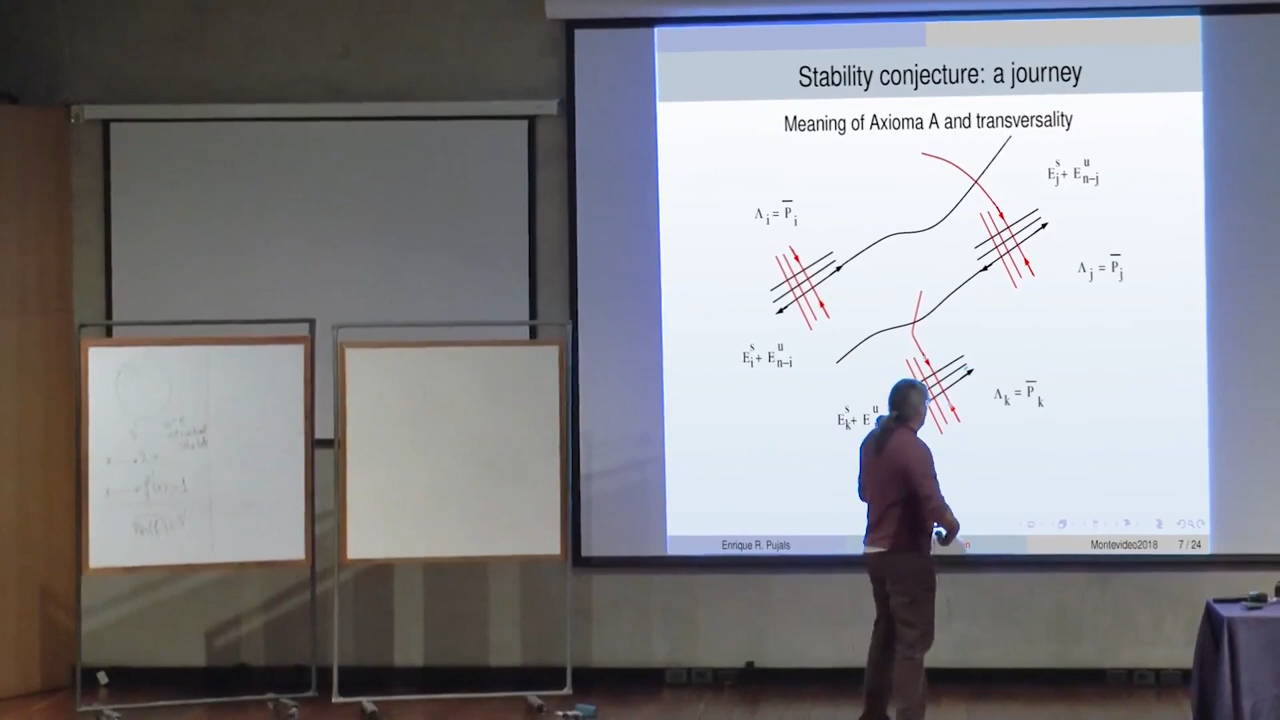 Stability conjecture: a journey
Meaning of Axioma A and transversality
E^s_j + E^u_{n-j}
Λ_i = P̅_i
Λ_j = P̅_j
E^s_i + E^u_{n-i}
Λ_k = P̅_k
E^s_k + E^u
Enrique R. Pujals
Montevideo2018 7 / 24